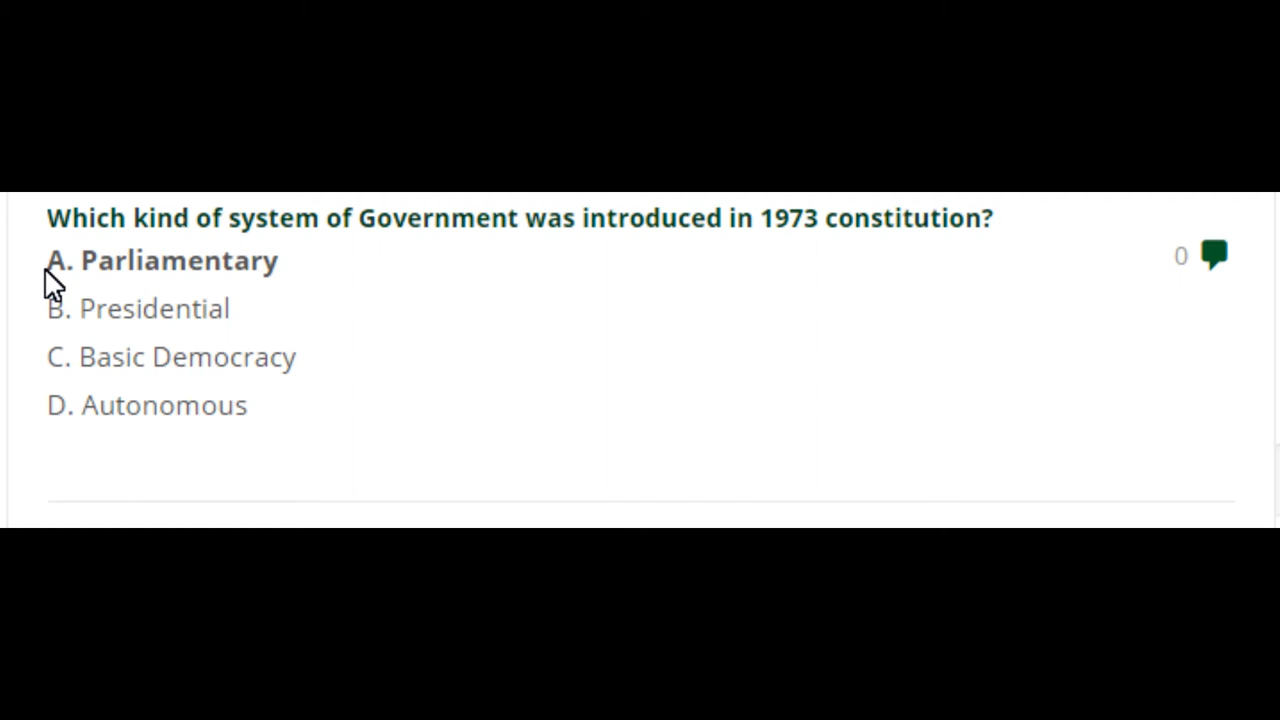 Which kind of system of Government was introduced in 1973 constitution?
A. Parliamentary
0
B. Presidential
C. Basic Democracy
D. Autonomous